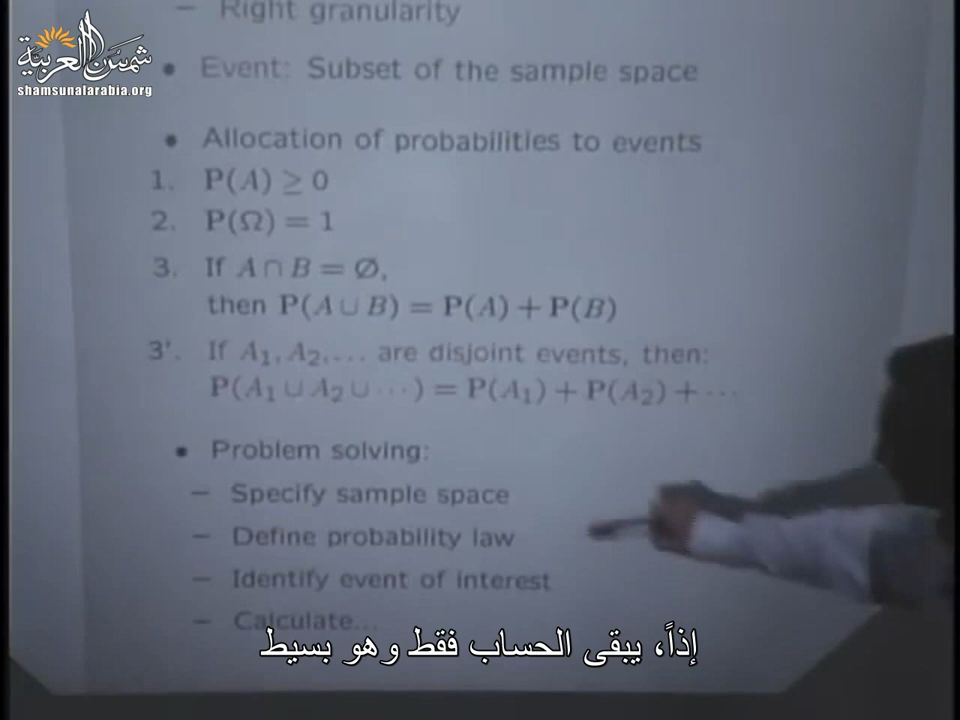 – Right granularity
شمس العربية
shamsunalarabia.org
• Event: Subset of the sample space
• Allocation of probabilities to events
1. P(A) ≥ 0
2. P(Ω) = 1
3. If A ∩ B = Ø,
then P(A ∪ B) = P(A) + P(B)
3′. If A₁, A₂, ... are disjoint events, then:
P(A₁ ∪ A₂ ∪ ···) = P(A₁) + P(A₂) + ···
• Problem solving:
– Specify sample space
– Define probability law
– Identify event of interest
– Calculate...
إذاً، يبقى الحساب فقط وهو بسيط